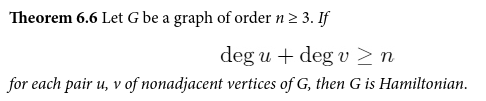 Theorem 6.6 Let G be a graph of order n ≥ 3. If
deg u + deg v ≥ n
for each pair u, v of nonadjacent vertices of G, then G is Hamiltonian.